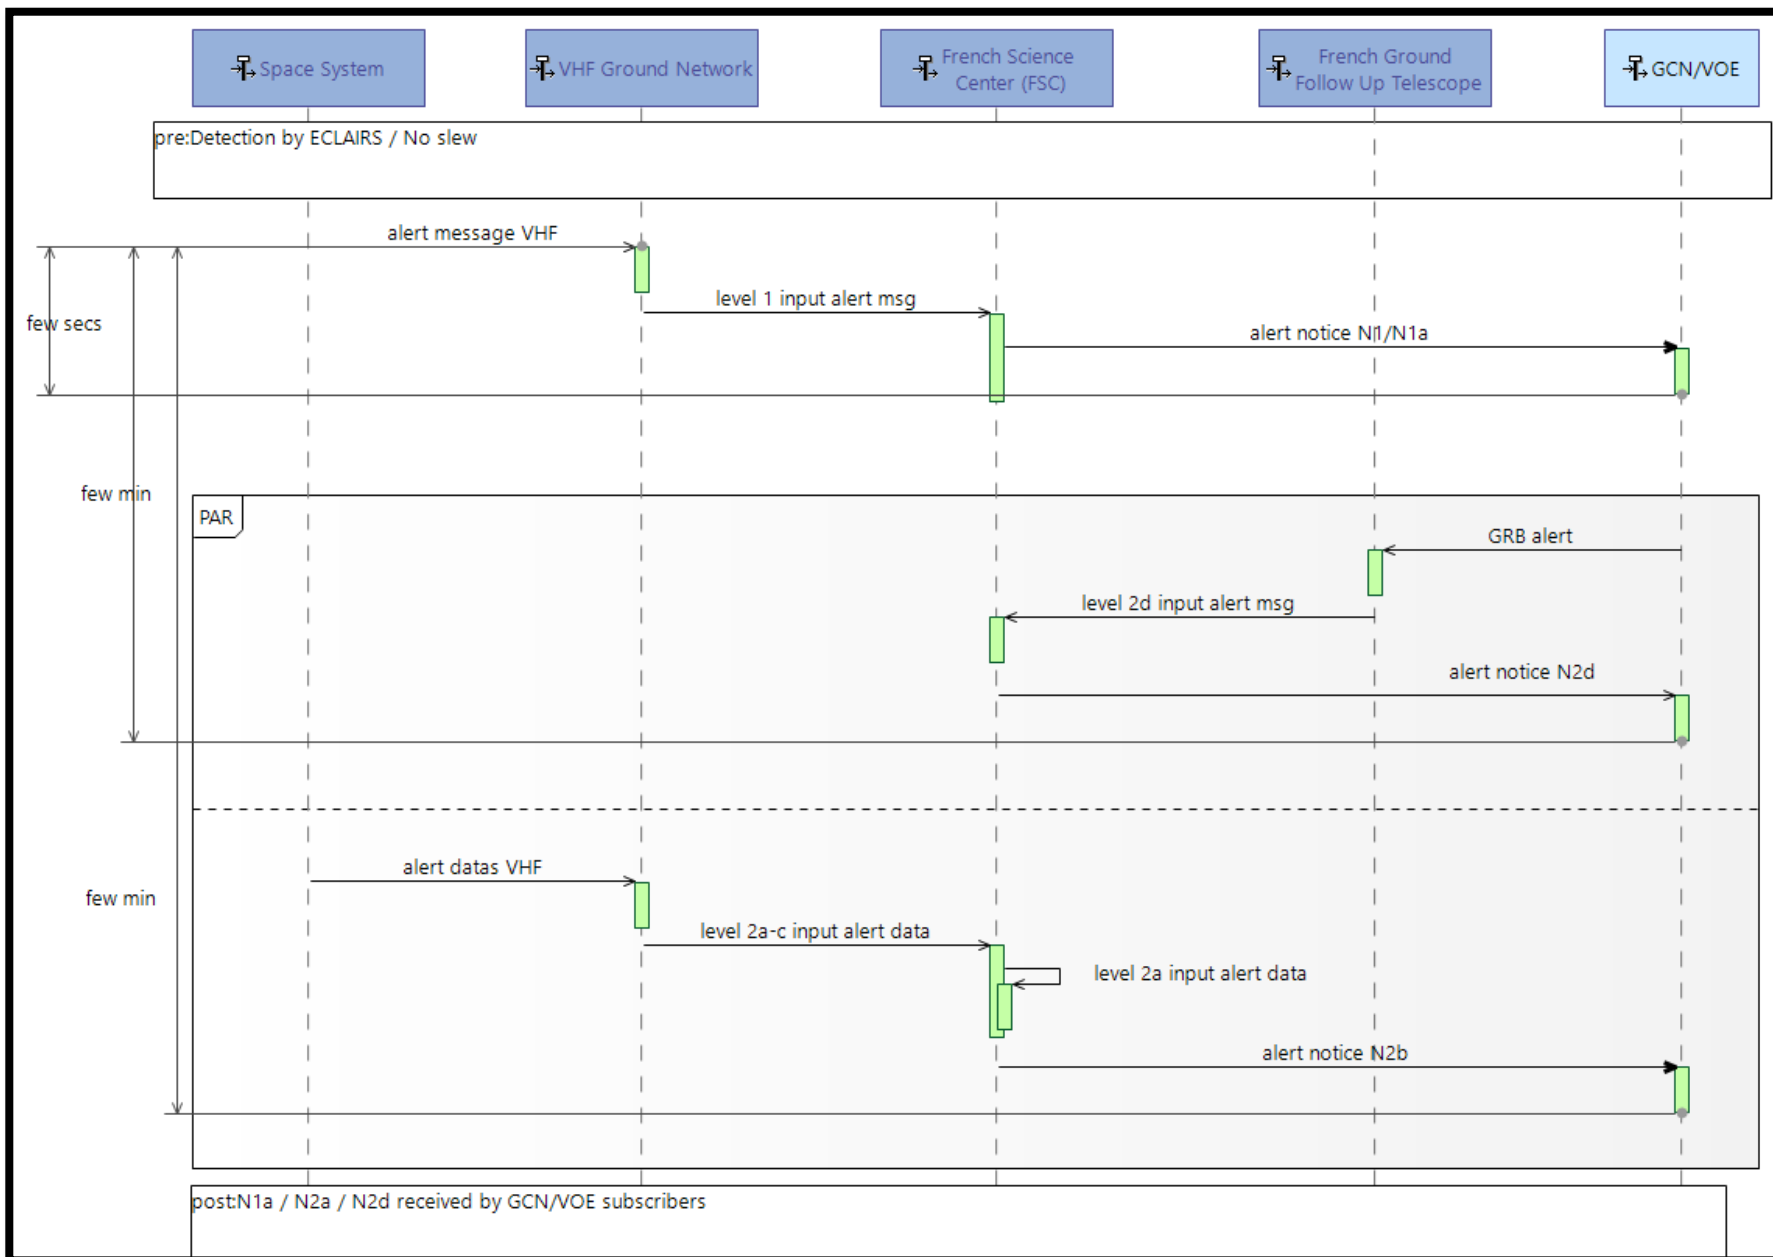 Space System
VHF Ground Network
French Science
Center (FSC)
French Ground
Follow Up Telescope
GCN/VOE
pre:Detection by ECLAIRS / No slew
alert message VHF
level 1 input alert msg
few secs
alert notice N1/N1a
few min
PAR
GRB alert
level 2d input alert msg
alert notice N2d
alert datas VHF
few min
level 2a-c input alert data
level 2a input alert data
alert notice N2b
post:N1a / N2a / N2d received by GCN/VOE subscribers